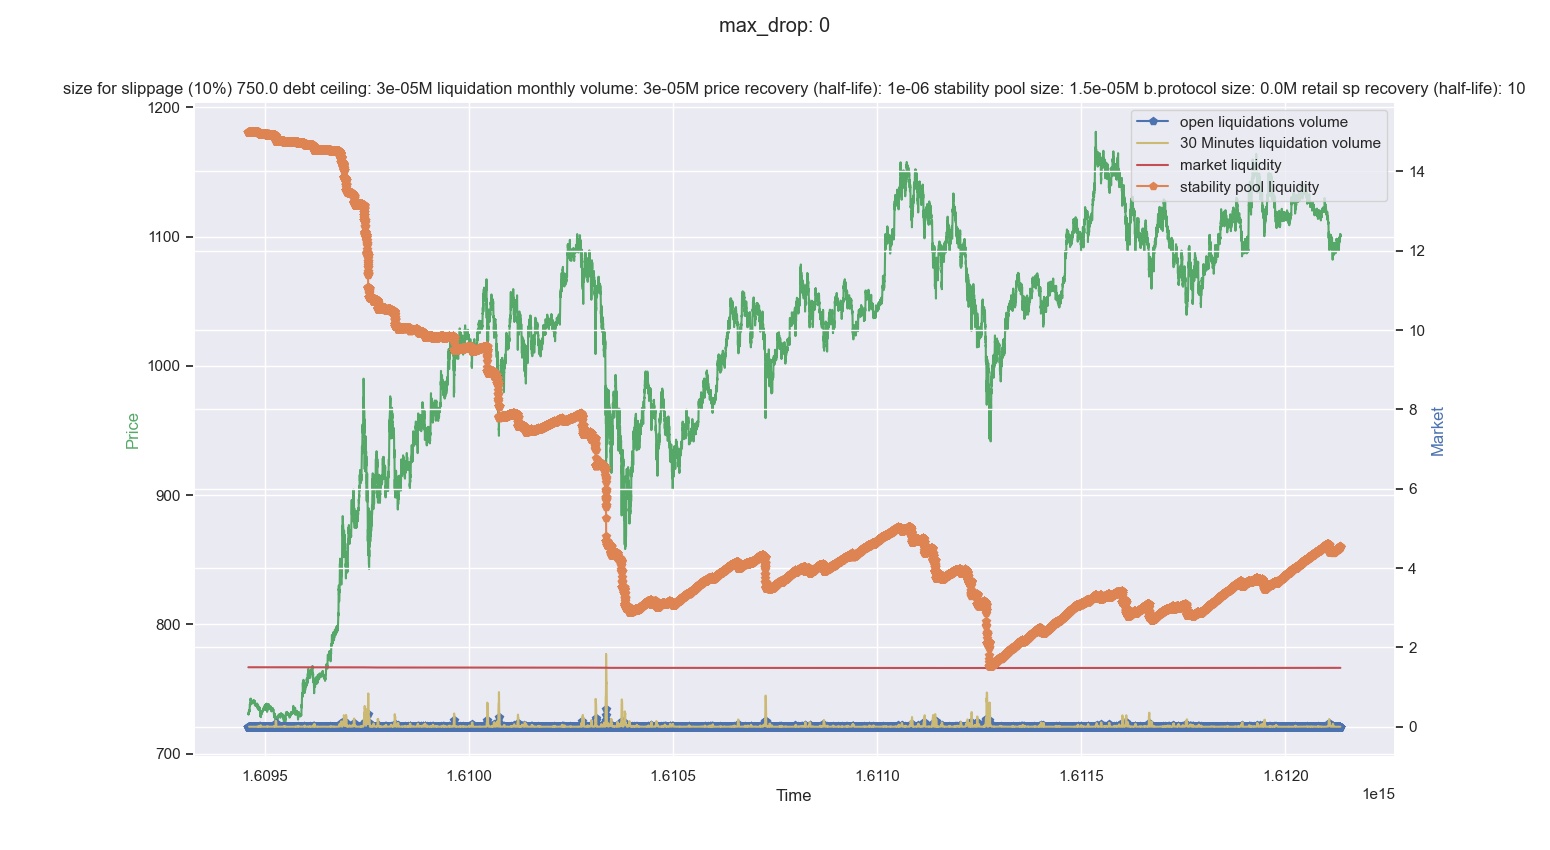 max_drop: 0
size for slippage (10%) 750.0 debt ceiling: 3e-05M liquidation monthly volume: 3e-05M price recovery (half-life): 1e-06 stability pool size: 1.5e-05M b.protocol size: 0.0M retail sp recovery (half-life): 10
open liquidations volume
30 Minutes liquidation volume
market liquidity
stability pool liquidity
1200
1100
1000
900
800
700
Price
14
12
10
8
6
4
2
0
Market
1.6095 1.6100 1.6105 1.6110 1.6115 1.6120
1e15
Time